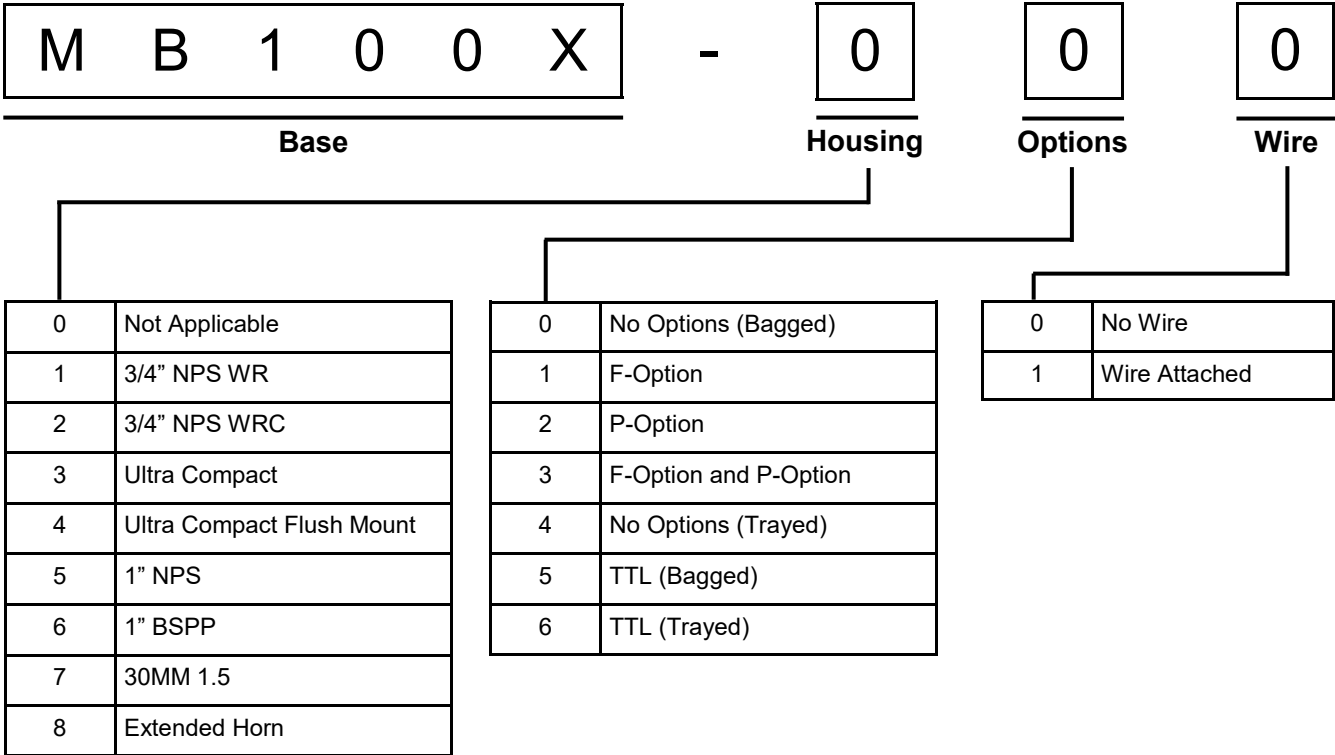 M B 1 0 0 X - 0 0 0
Base Housing Options Wire
0 Not Applicable
1 3/4” NPS WR
2 3/4” NPS WRC
3 Ultra Compact
4 Ultra Compact Flush Mount
5 1” NPS
6 1” BSPP
7 30MM 1.5
8 Extended Horn
0 No Options (Bagged)
1 F-Option
2 P-Option
3 F-Option and P-Option
4 No Options (Trayed)
5 TTL (Bagged)
6 TTL (Trayed)
0 No Wire
1 Wire Attached